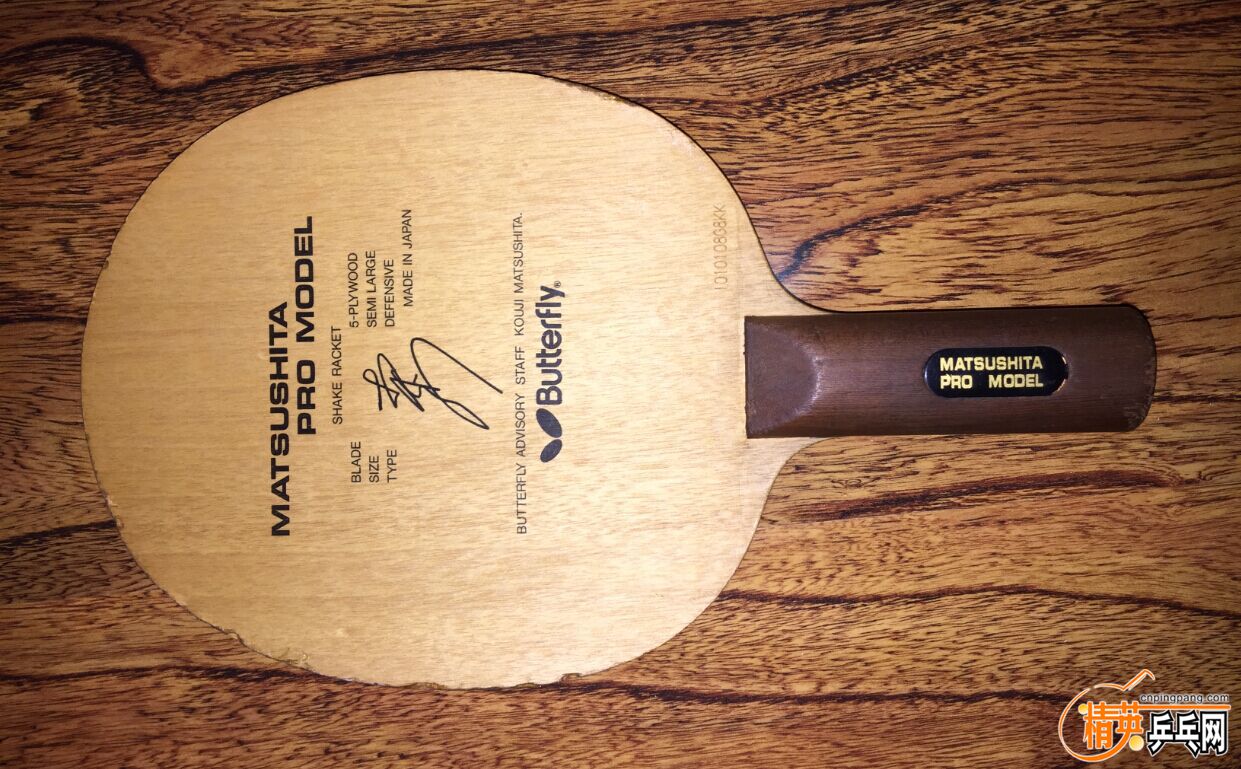 MATSUSHITA
PRO MODEL
SHAKE RACKET
BLADE 5-PLYWOOD
SIZE SEMI LARGE
TYPE DEFENSIVE
MADE IN JAPAN
BUTTERFLY ADVISORY STAFF KOUJI MATSUSHITA.
Butterfly®
MATSUSHITA
PRO MODEL
cnpingpang.com
精英乒乓网